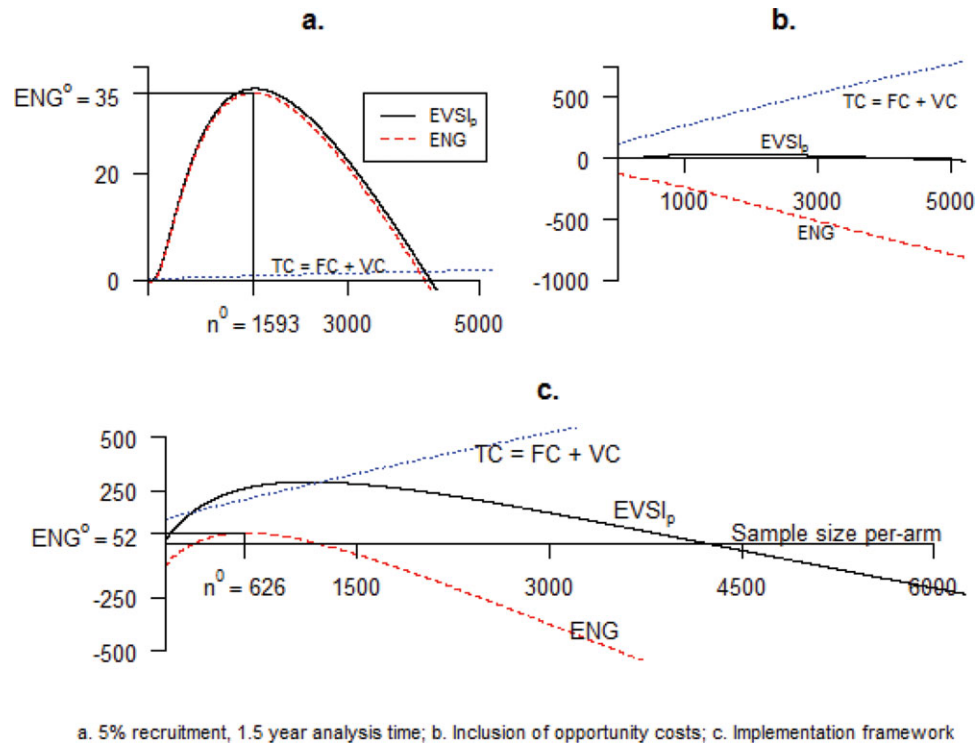 a.
ENG⁰ = 35
20
0
EVSIₚ
ENG
TC = FC + VC
n⁰ = 1593
3000
5000
b.
500
0
-500
-1000
TC = FC + VC
EVSIₚ
1000
3000
5000
ENG
c.
500
250
ENG⁰ = 52
-250
-500
TC = FC + VC
EVSIₚ
Sample size per-arm
n⁰ = 626
1500
3000
4500
6000
ENG
a. 5% recruitment, 1.5 year analysis time; b. Inclusion of opportunity costs; c. Implementation framework